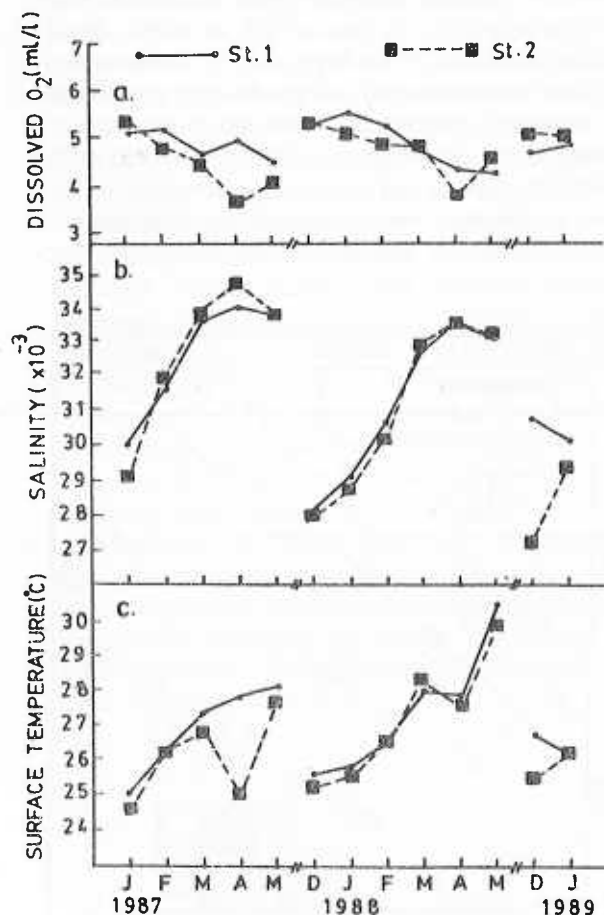 St.1 St.2
DISSOLVED O2(ml/l)
a.
7
6
5
4
3
SALINITY (x10-3
b.
35
34
33
32
31
30
29
28
27
SURFACE TEMPERATURE(°C)
c.
30
29
28
27
26
25
24
J F M A M D J F M A M D J
1987 1988 1989